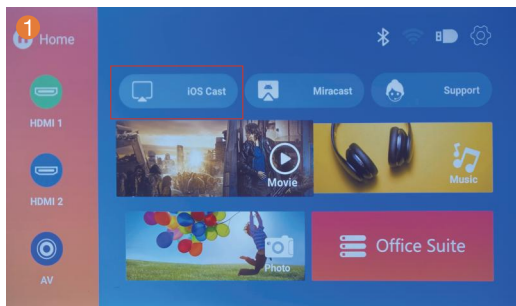 1
Home
iOS Cast
Miracast
Support
HDMI 1
Movie
Music
HDMI 2
Photo
Office Suite
AV